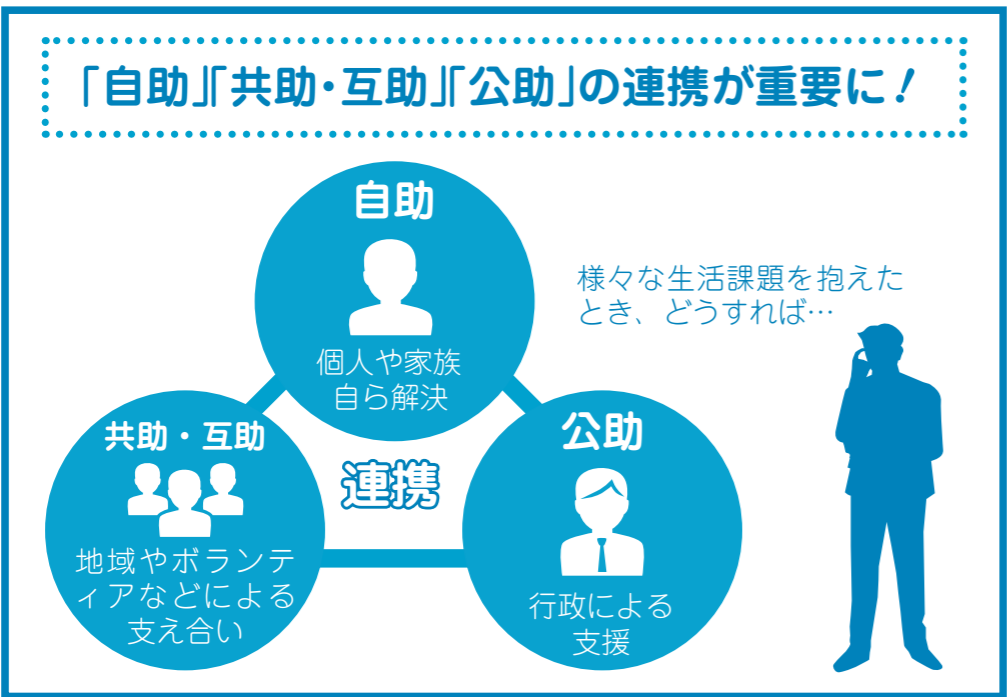 「自助」「共助・互助」「公助」の連携が重要に！
自助
個人や家族
自ら解決
様々な生活課題を抱えた
とき、どうすれば…
共助・互助
地域やボランテ
ィアなどによる
支え合い
連携
公助
行政による
支援